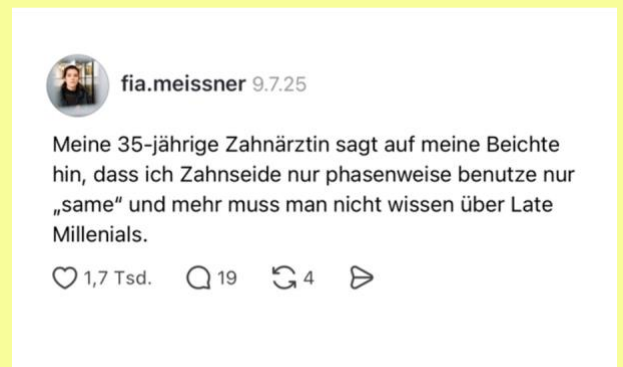 fia.meissner 9.7.25
Meine 35-jährige Zahnärztin sagt auf meine Beichte
hin, dass ich Zahnseide nur phasenweise benutze nur
„same“ und mehr muss man nicht wissen über Late
Millenials.
1,7 Tsd. 19 4